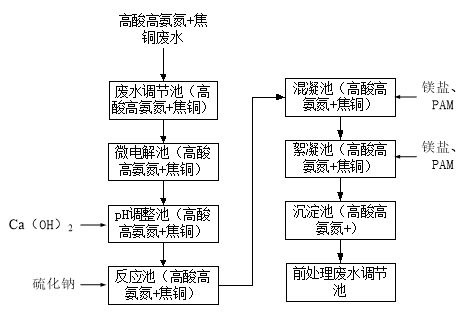 高酸高氨氮+焦
铜废水
废水调节池（高
酸高氨氮+焦铜）
微电解池（高酸
高氨氮+焦铜）
Ca（OH）2
pH调整池（高酸
高氨氮+焦铜）
硫化钠
反应池（高酸高
氨氮+焦铜）
混凝池（高酸高
氨氮+焦铜）
镁盐、
PAM
絮凝池（高酸高
氨氮+焦铜）
镁盐、
PAM
沉淀池（高酸高
氨氮+）
前处理废水调节
池